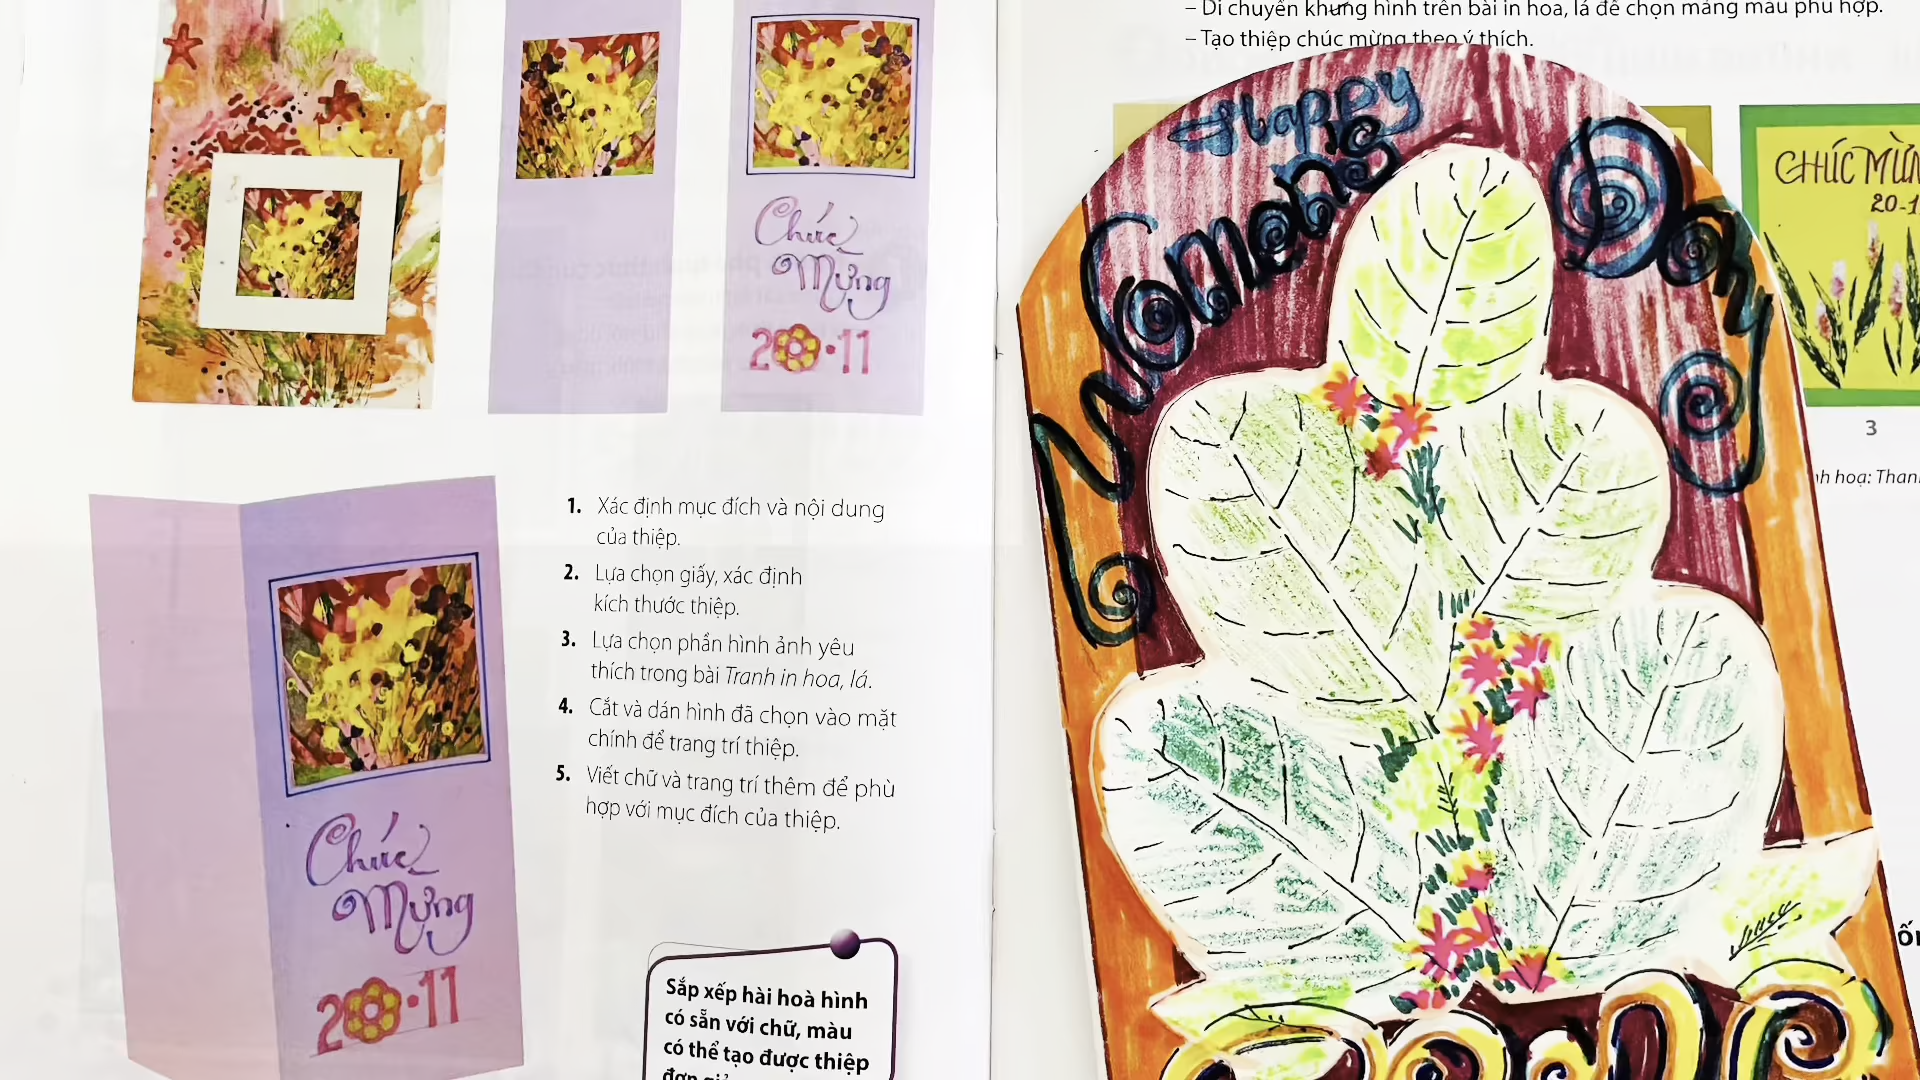 Chúc
Mừng
20·11
Chúc
Mừng
20·11
1. Xác định mục đích và nội dung
của thiệp.
2. Lựa chọn giấy, xác định
kích thước thiệp.
3. Lựa chọn phần hình ảnh yêu
thích trong bài Tranh in hoa, lá.
4. Cắt và dán hình đã chọn vào mặt
chính để trang trí thiệp.
5. Viết chữ và trang trí thêm để phù
hợp với mục đích của thiệp.
Sắp xếp hài hoà hình
có sẵn với chữ, màu
có thể tạo được thiệp
– Di chuyển khung hình trên bài in hoa, lá để chọn mảng màu phù hợp.
– Tạo thiệp chúc mừng theo ý thích.
Happy
Womens
Day
CHÚC MỪN
20-1
3
nh hoạ: Than